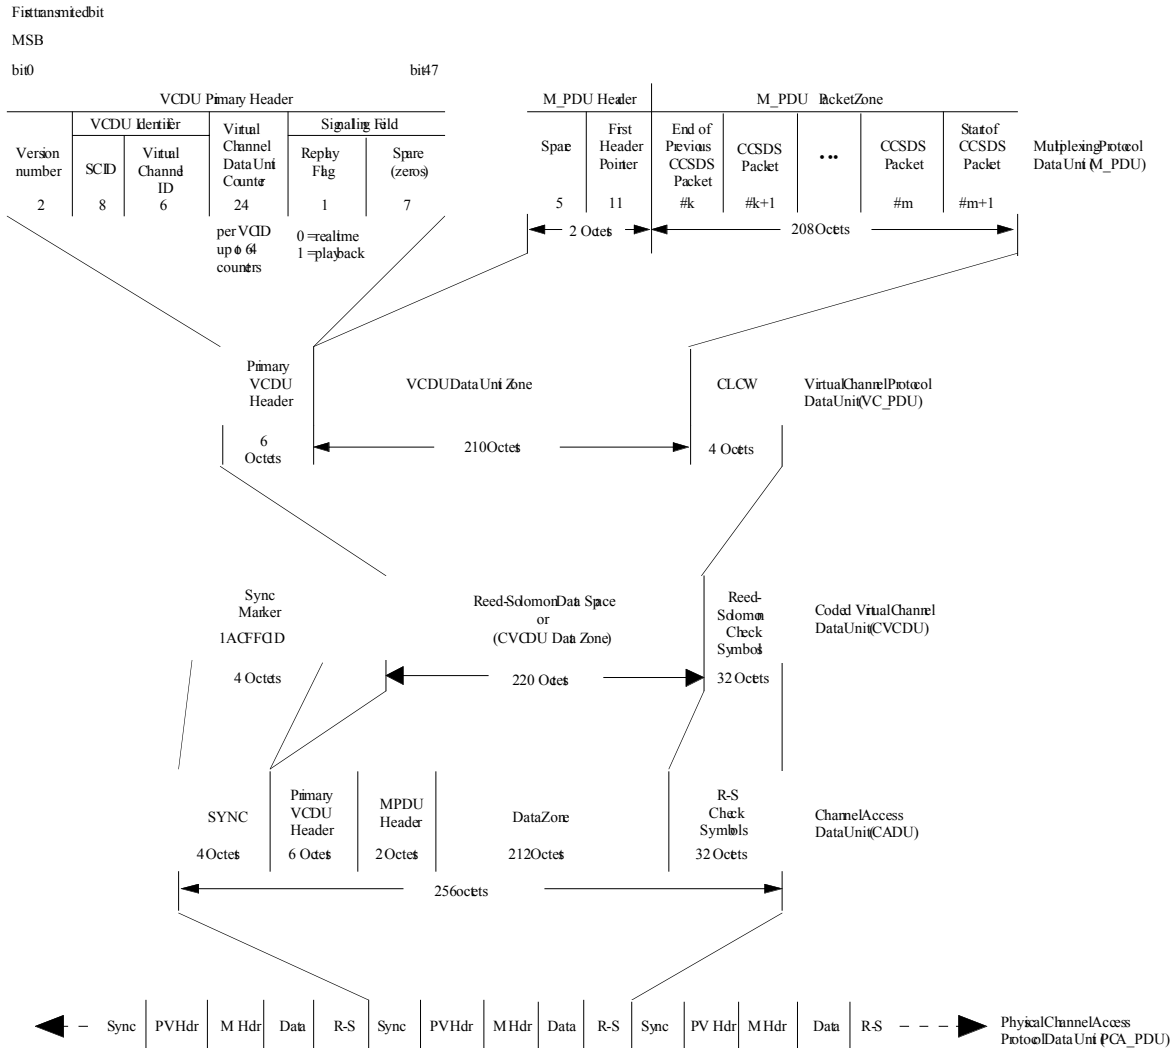 First transmitted bit
MSB
bit 0
bit 47
VCDU Primary Header
M_PDU Header
M_PDU Packet Zone
VCDU Identifier
Signaling Field
Version
number
SCID
Virtual
Channel
ID
Virtual
Channel
Data Unit
Counter
Replay
Flag
Spare
(zeros)
Spare
First
Header
Pointer
End of
Previous
CCSDS
Packet
CCSDS
Packet
...
CCSDS
Packet
Start of
CCSDS
Packet
Multiplexing Protocol
Data Unit (M_PDU)
2
8
6
24
1
7
5
11
#k
#k+1
#m
#m+1
per VCID
up to 64
counters
0 = realtime
1 = playback
2 Octets
208 Octets
Primary
VCDU
Header
VCDU Data Unit Zone
CLCW
Virtual Channel Protocol
Data Unit (VC_PDU)
6
Octets
210 Octets
4 Octets
Sync
Marker
1ACFFC1D
4 Octets
Reed-Solomon Data Space
or
(CVCDU Data Zone)
220 Octets
Reed-
Solomon
Check
Symbols
32 Octets
Coded Virtual Channel
Data Unit (CVCDU)
SYNC
4 Octets
Primary
VCDU
Header
6 Octets
MPDU
Header
2 Octets
Data Zone
212 Octets
R-S
Check
Symbols
32 Octets
Channel Access
Data Unit (CADU)
256 octets
Sync
PV Hdr
M Hdr
Data
R-S
Sync
PV Hdr
M Hdr
Data
R-S
Sync
PV Hdr
M Hdr
Data
R-S
Physical Channel Access
Protocol Data Unit (PCA_PDU)